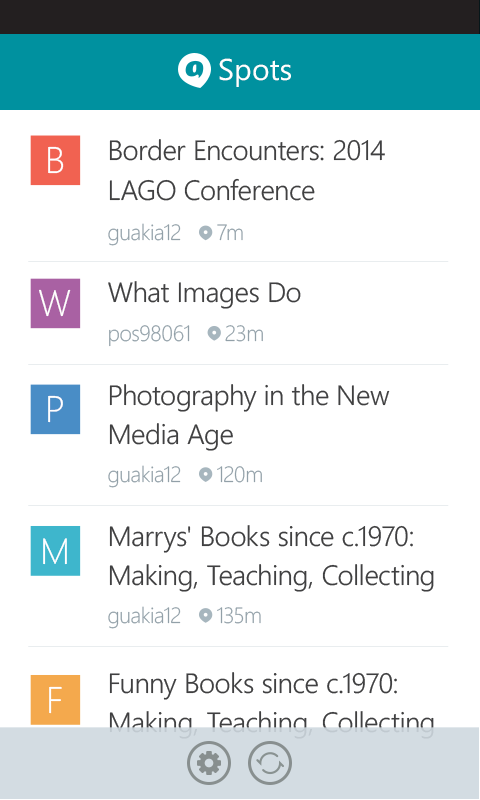 Spots
B
Border Encounters: 2014
LAGO Conference
guakia12 7m
W
What Images Do
pos98061 23m
P
Photography in the New
Media Age
guakia12 120m
M
Marrys' Books since c.1970:
Making, Teaching, Collecting
guakia12 135m
F
Funny Books since c.1970:
Making, Teaching, Collecting